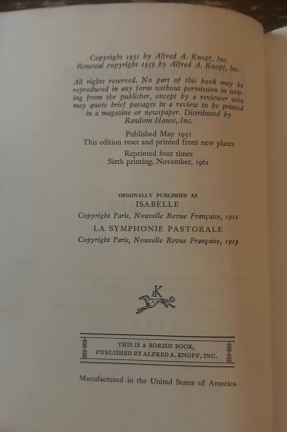 Copyright 1931 by Alfred A. Knopf, Inc.
Renewed copyright 1959 by Alfred A. Knopf, Inc.
All rights reserved. No part of this book may be
reproduced in any form without permission in writ-
ing from the publisher, except by a reviewer who
may quote brief passages in a review to be printed
in a magazine or newspaper. Distributed by
Random House, Inc.
Published May 1931
This edition reset and printed from new plates
Reprinted four times
Sixth printing, November, 1961
ORIGINALLY PUBLISHED AS
ISABELLE
Copyright Paris, Nouvelle Revue Française, 1911
LA SYMPHONIE PASTORALE
Copyright Paris, Nouvelle Revue Française, 1919
K
THIS IS A BORZOI BOOK,
PUBLISHED BY ALFRED A. KNOPF, INC.
Manufactured in the United States of America